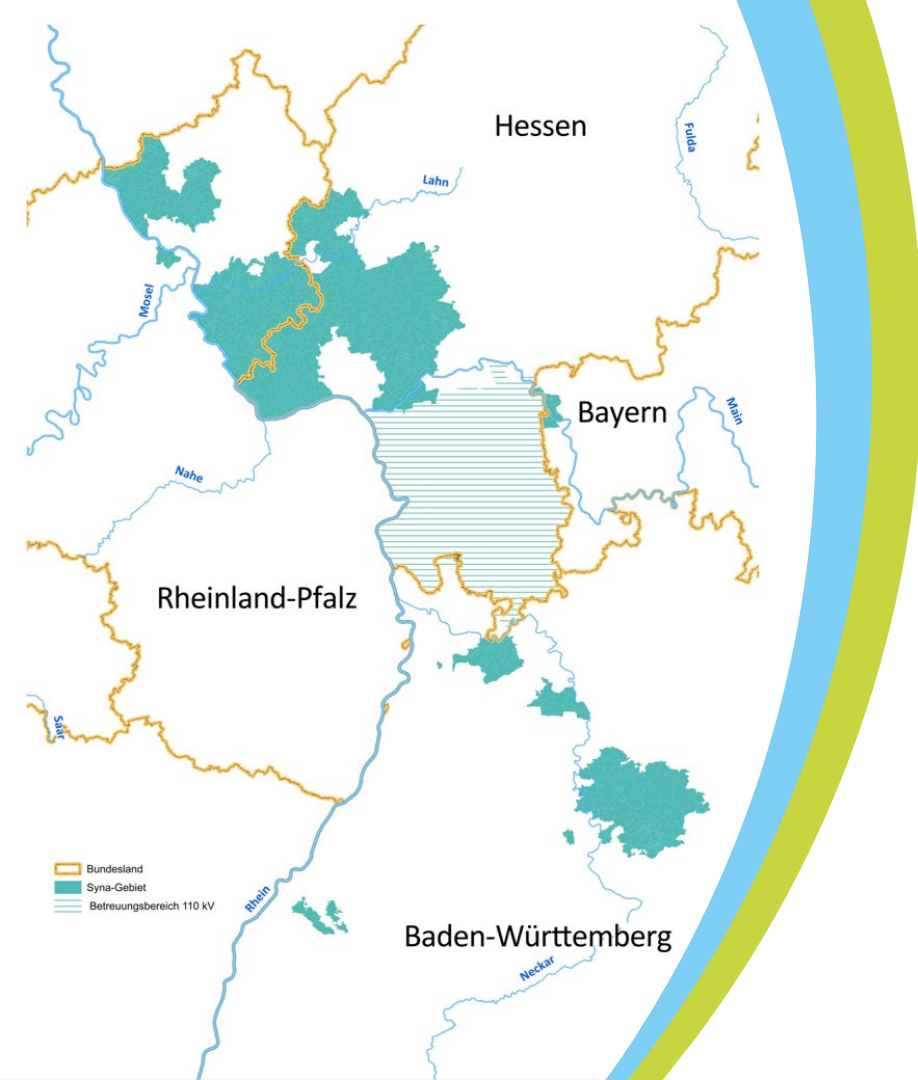 Hessen
Fulda
Lahn
Mosel
Bayern
Main
Nahe
Rheinland-Pfalz
Saar
Bundesland
Syna-Gebiet
Betreuungsbereich 110 kV
Rhein
Baden-Württemberg
Neckar